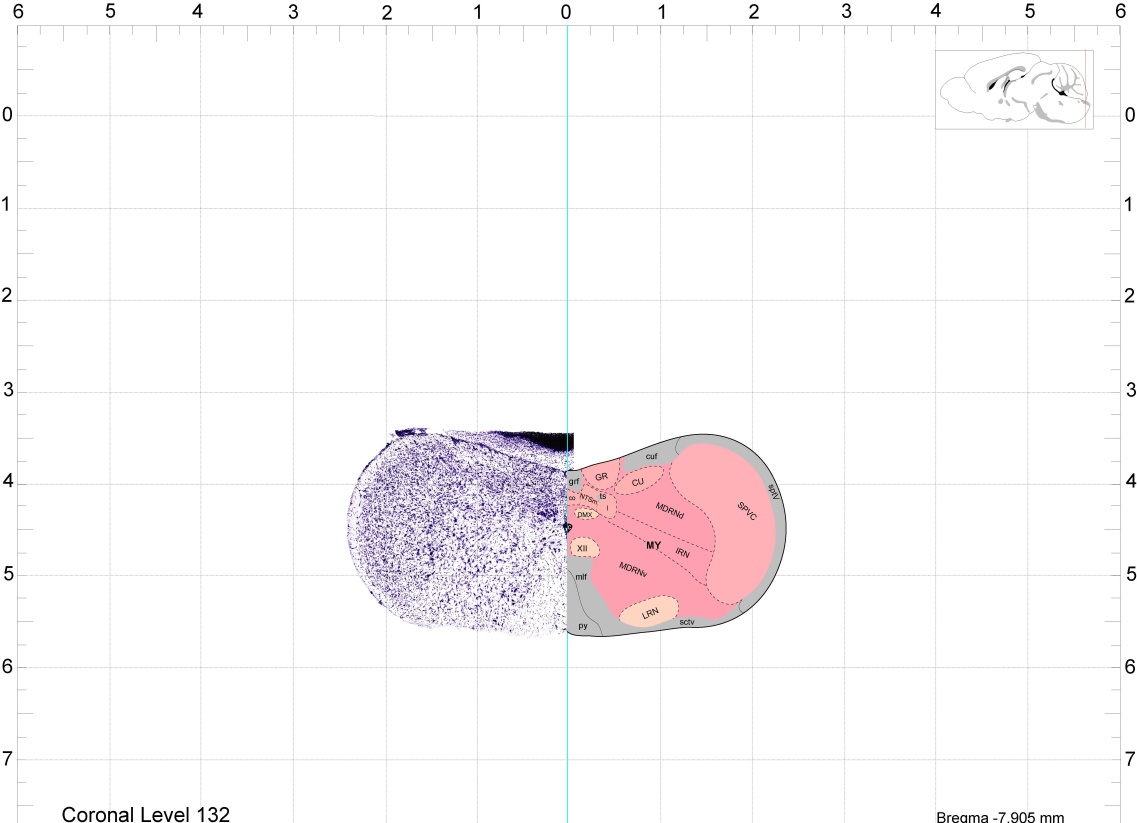 6 5 4 3 2 1 0 1 2 3 4 5 6
0 0
1 1
2 2
3 3
4 4
5 5
6 6
7 7
cuf
GR
grf
CU
sptV
co
NTSm
ts
l
DMX
MDRNd
SPVC
XII
MY
IRN
mlf
MDRNv
LRN
sctv
py
Coronal Level 132
Bregma -7.905 mm